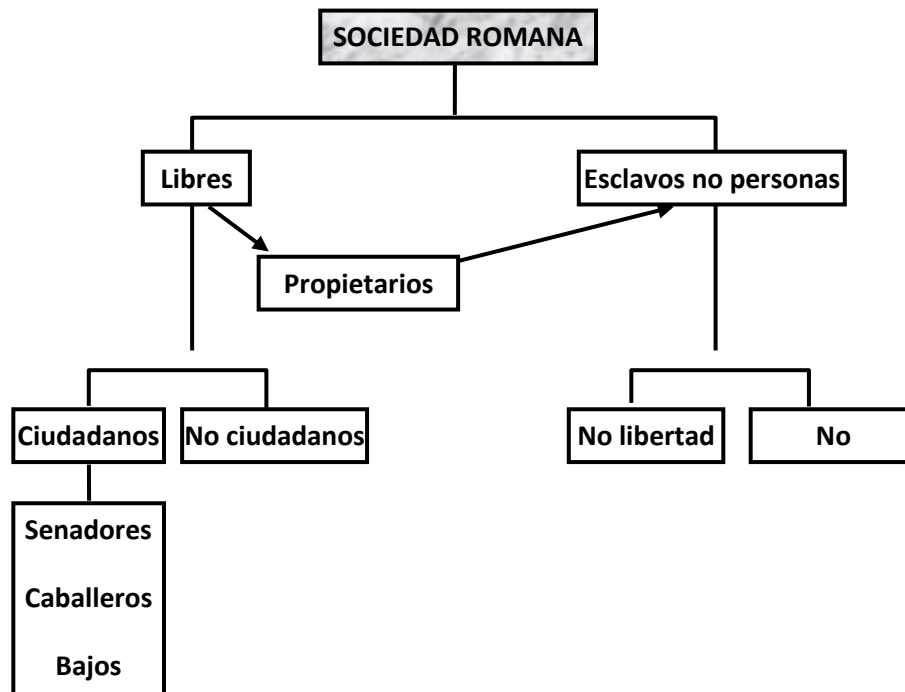 SOCIEDAD ROMANA
Libres
Esclavos no personas
Propietarios
Ciudadanos
No ciudadanos
No libertad
No
Senadores
Caballeros
Bajos